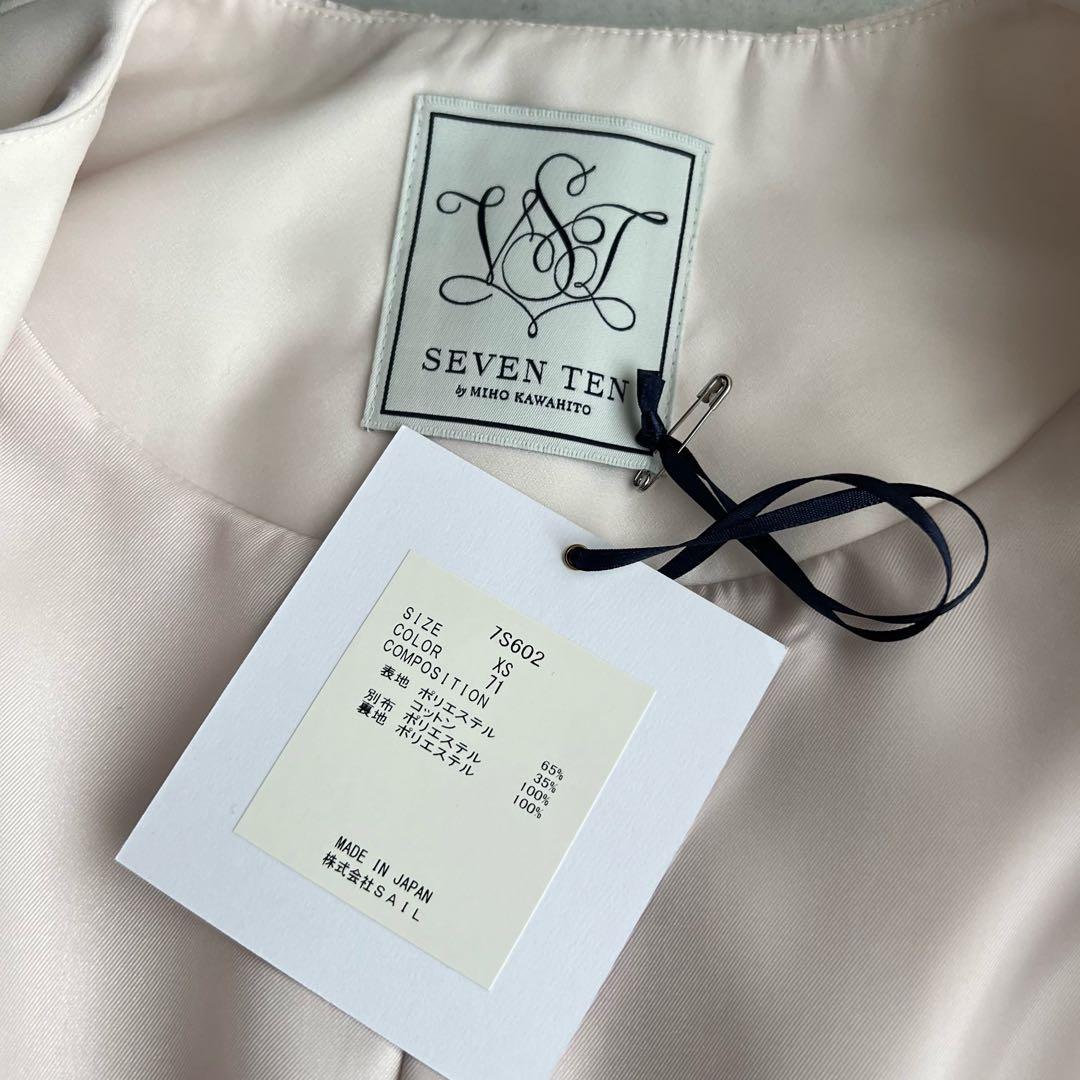 VST
SEVEN TEN
by MIHO KAWAHITO
7S602
SIZE XS
COLOR 71
COMPOSITION
表地 ポリエステル 65%
コットン 35%
別布 ポリエステル 100%
裏地 ポリエステル 100%
MADE IN JAPAN
株式会社SAIL